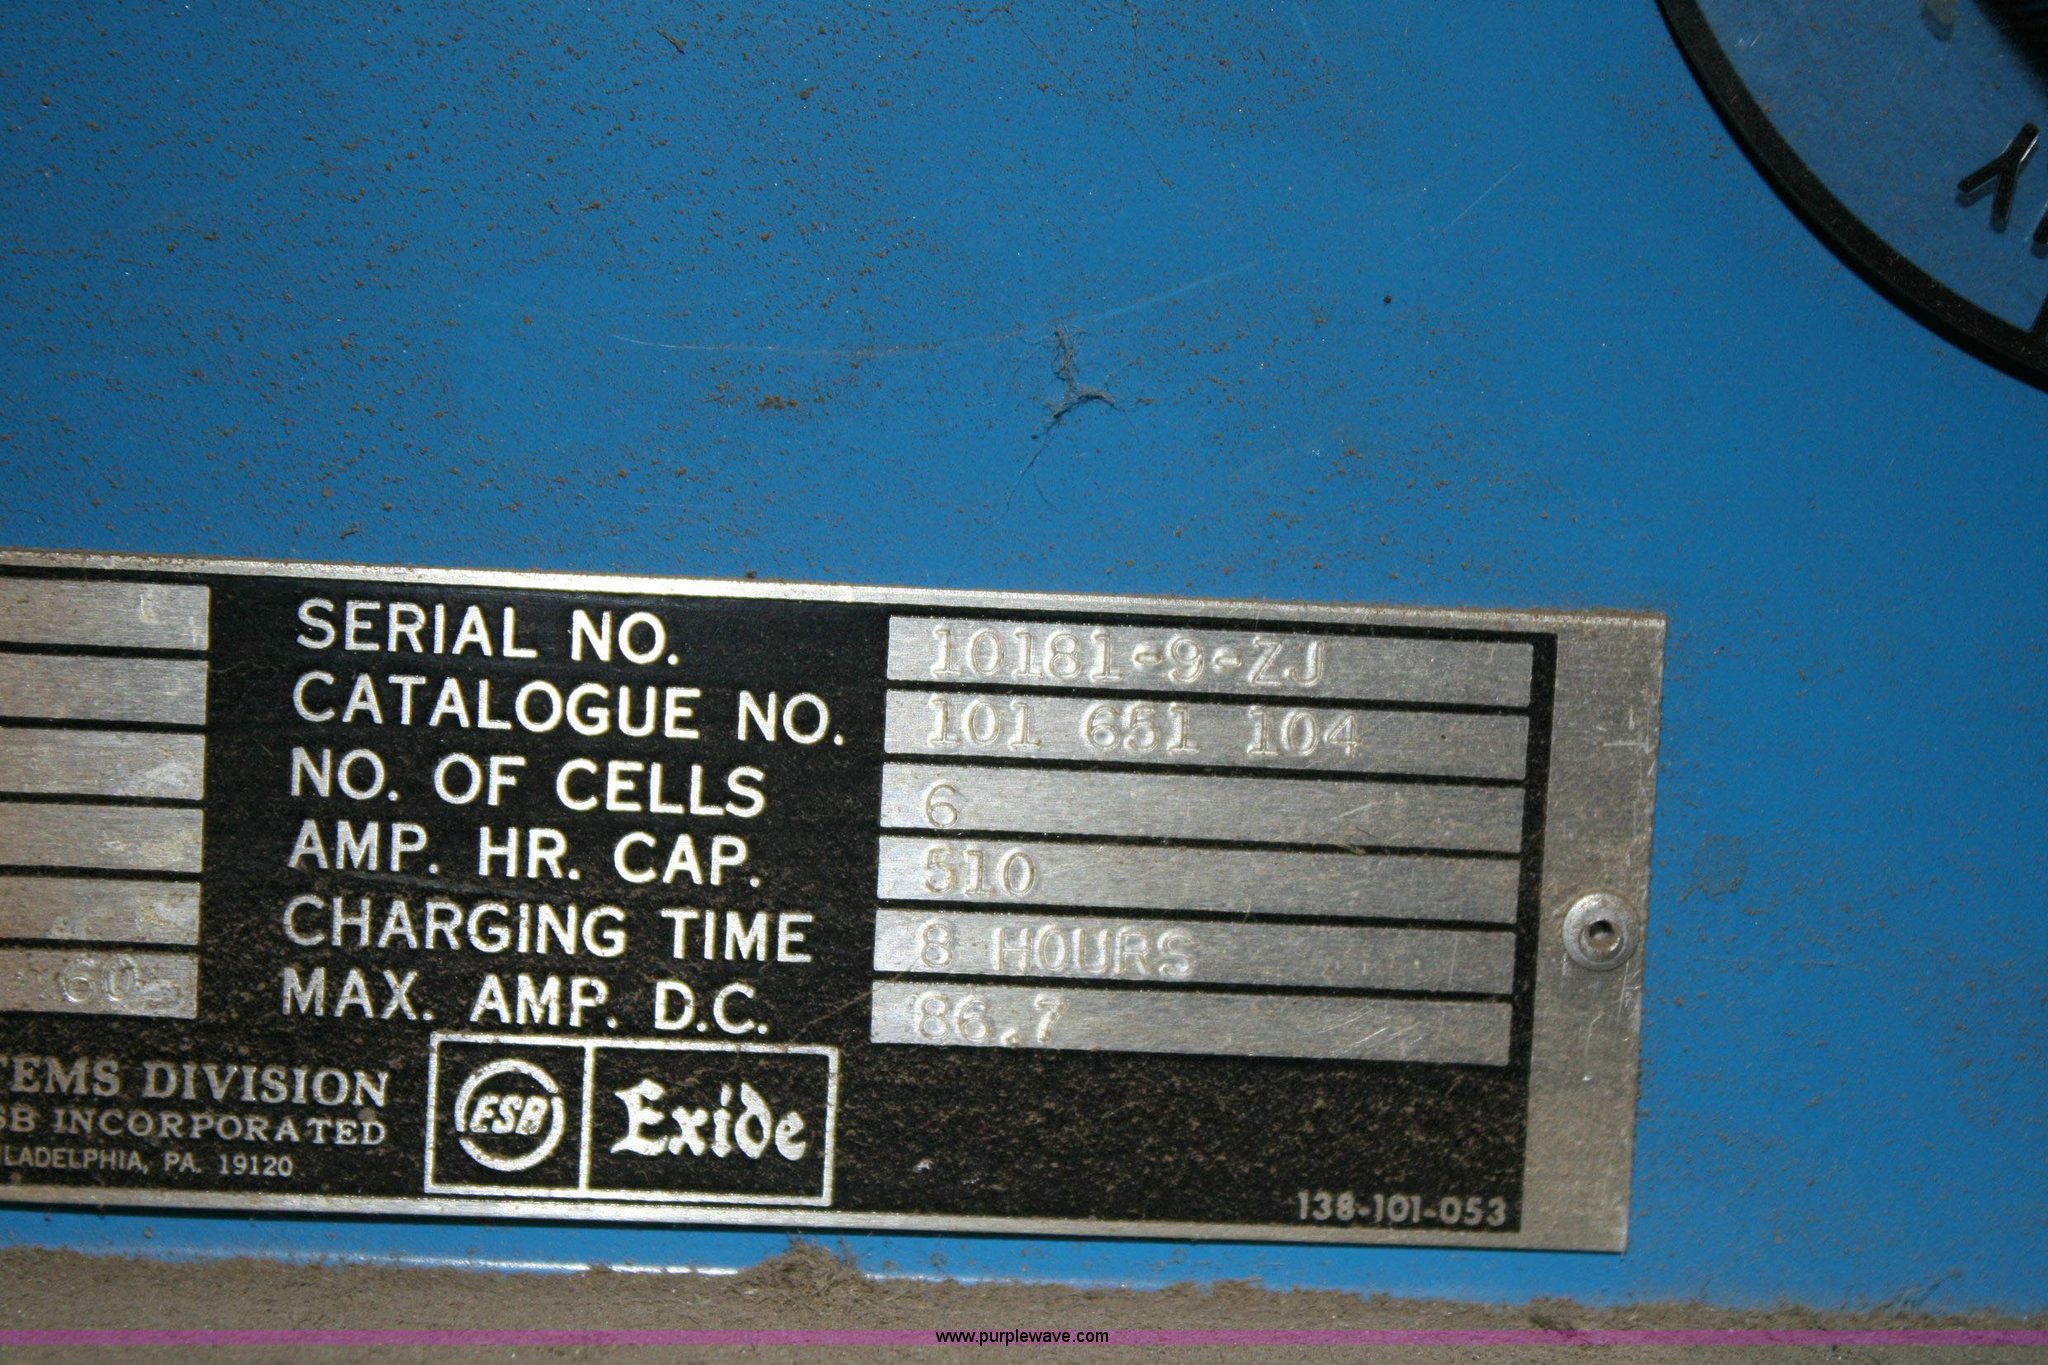 SERIAL NO. 10181-9-ZJ
CATALOGUE NO. 101 651 104
NO. OF CELLS 6
AMP. HR. CAP. 510
CHARGING TIME 8 HOURS
60 MAX. AMP. D.C. 86.7
TEMS DIVISION
SB INCORPORATED
LADELPHIA, PA. 19120
ESB Exide
138-101-053
www.purplewave.com